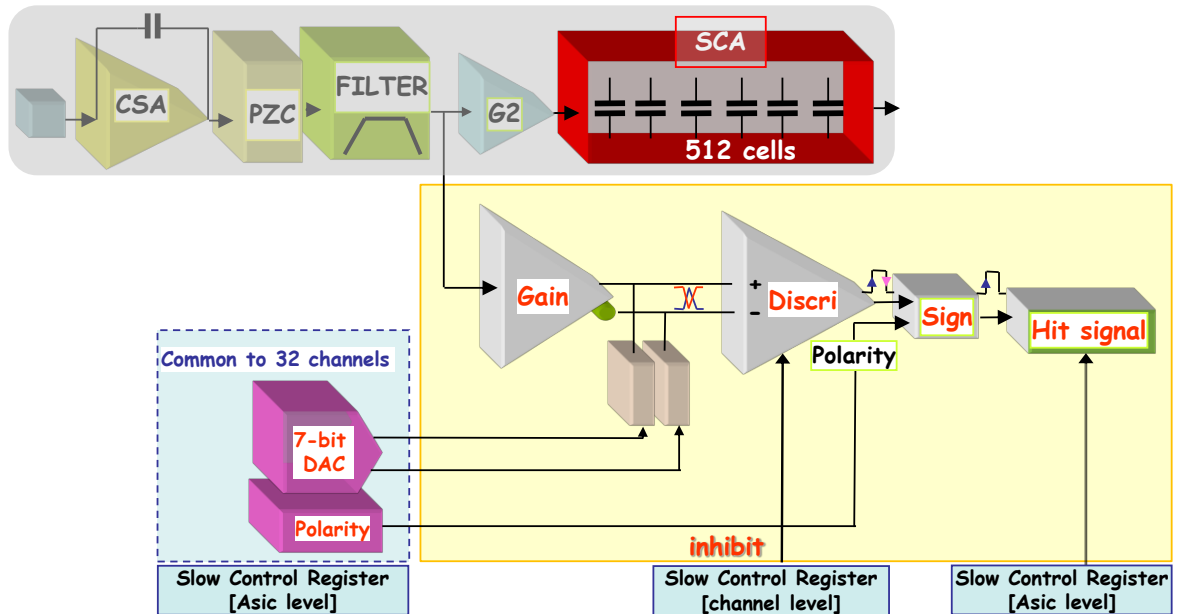 SCA
CSA
PZC
FILTER
G2
512 cells
Gain
+
-
Discri
Sign
Hit signal
Polarity
Common to 32 channels
7-bit
DAC
Polarity
inhibit
Slow Control Register
[Asic level]
Slow Control Register
[channel level]
Slow Control Register
[Asic level]